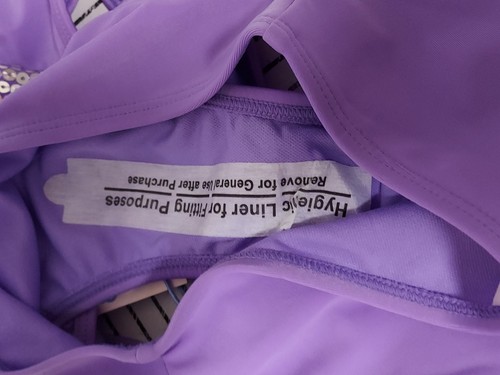 Hygienic Liner for Fitting Purposes
Remove for General Use after Purchase